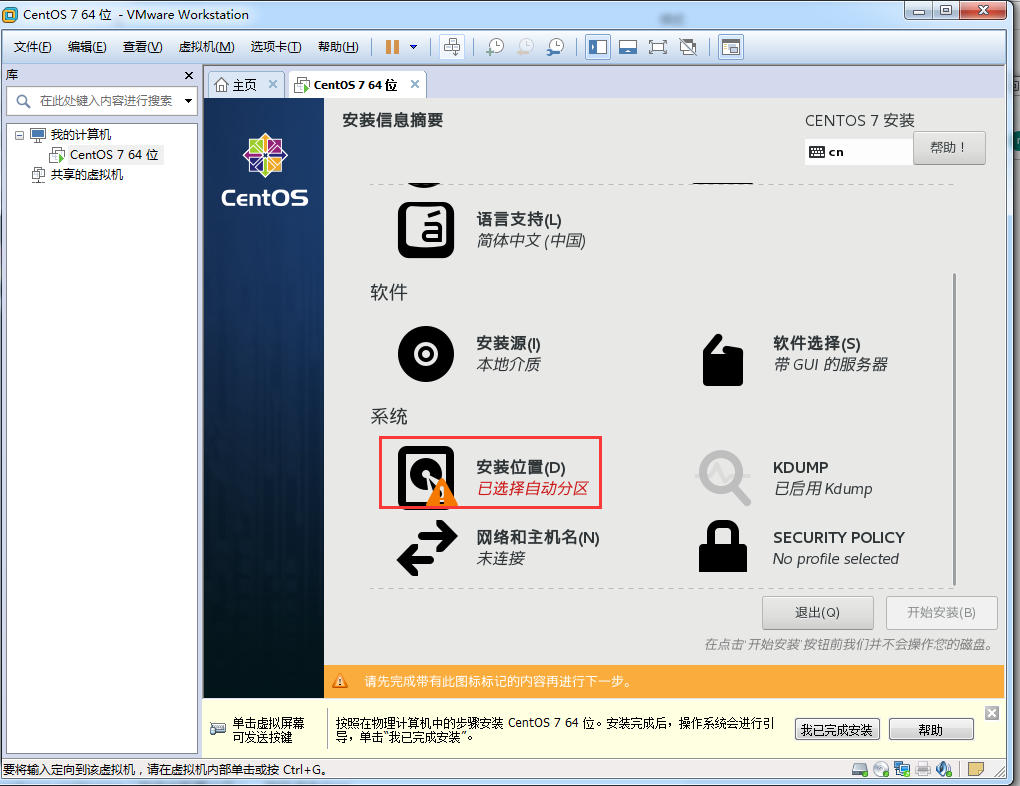 CentOS 7 64 位 - VMware Workstation
文件(F) 编辑(E) 查看(V) 虚拟机(M) 选项卡(T) 帮助(H)
库
在此处键入内容进行搜索
我的计算机
CentOS 7 64 位
共享的虚拟机
主页
CentOS 7 64 位
CentOS
安装信息摘要
CENTOS 7 安装
cn
帮助！
语言支持(L)
简体中文 (中国)
软件
安装源(I)
本地介质
软件选择(S)
带 GUI 的服务器
系统
安装位置(D)
已选择自动分区
KDUMP
已启用 Kdump
网络和主机名(N)
未连接
SECURITY POLICY
No profile selected
退出(Q)
开始安装(B)
在点击'开始安装'按钮前我们并不会操作您的磁盘。
请先完成带有此图标标记的内容再进行下一步。
单击虚拟屏幕
可发送按键
按照在物理计算机中的步骤安装 CentOS 7 64 位。安装完成后，操作系统会进行引
导，单击“我已完成安装”。
我已完成安装
帮助
要将输入定向到该虚拟机，请在虚拟机内部单击或按 Ctrl+G。